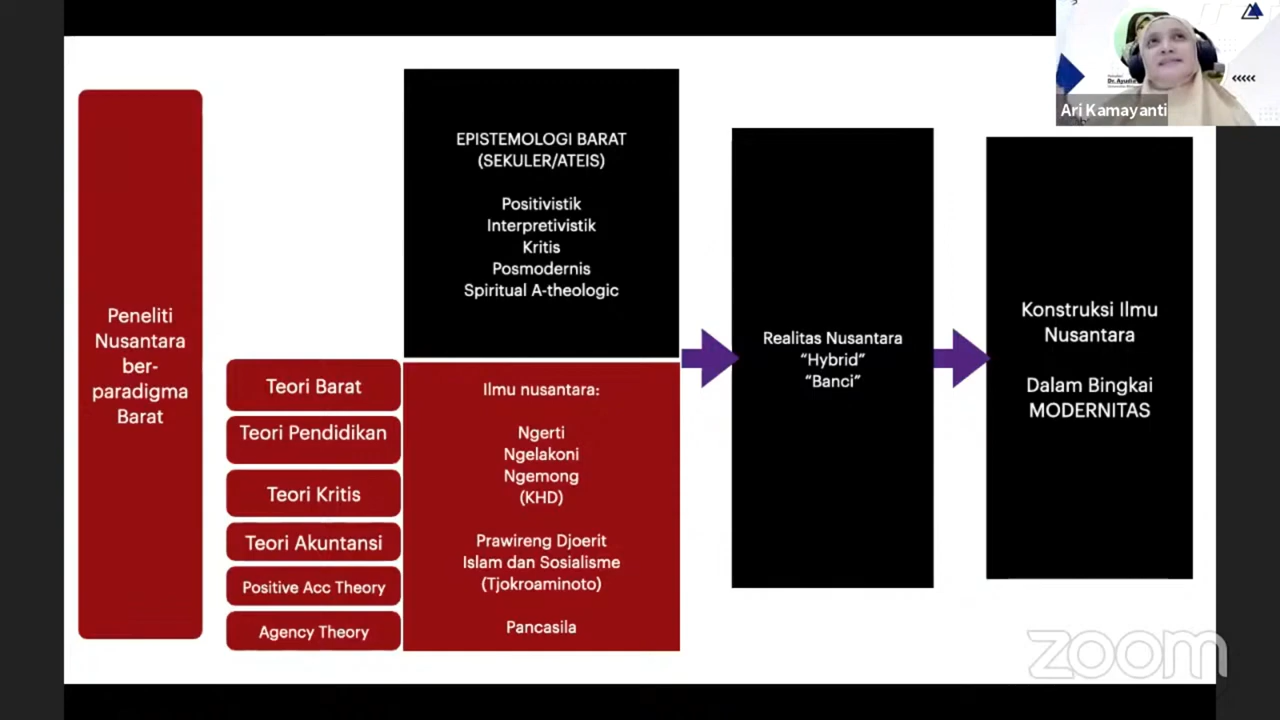 Ari Kamayanti
Peneliti
Nusantara
ber-
paradigma
Barat
Teori Barat
Teori Pendidikan
Teori Kritis
Teori Akuntansi
Positive Acc Theory
Agency Theory
EPISTEMOLOGI BARAT
(SEKULER/ATEIS)
Positivistik
Interpretivistik
Kritis
Posmodernis
Spiritual A-theologic
Ilmu nusantara:
Ngerti
Ngelakoni
Ngemong
(KHD)
Prawireng Djoerit
Islam dan Sosialisme
(Tjokroaminoto)
Pancasila
Realitas Nusantara
“Hybrid”
“Banci”
Konstruksi Ilmu
Nusantara
Dalam Bingkai
MODERNITAS
zoom